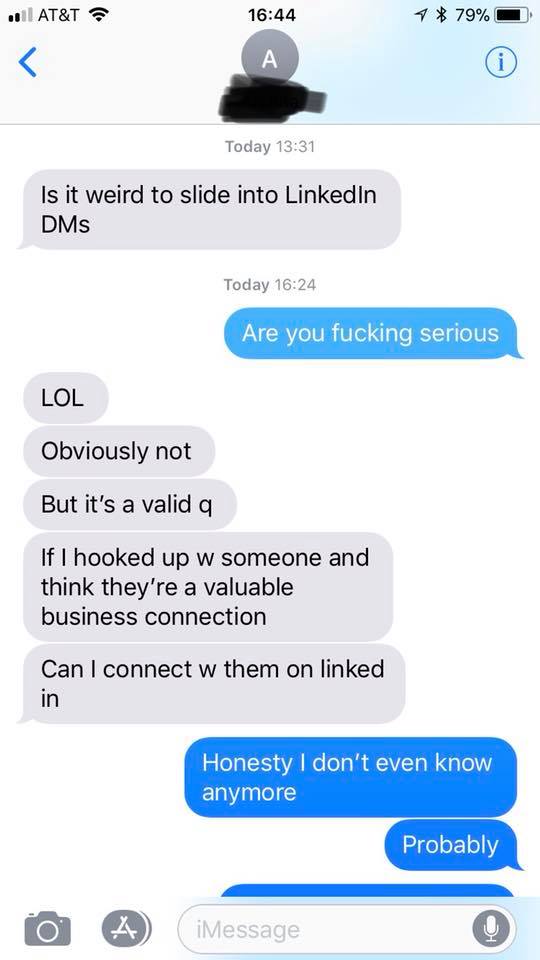 AT&T 16:44 79%
A
i
Today 13:31
Is it weird to slide into LinkedIn
DMs
Today 16:24
Are you fucking serious
LOL
Obviously not
But it's a valid q
If I hooked up w someone and
think they're a valuable
business connection
Can I connect w them on linked
in
Honesty I don't even know
anymore
Probably
iMessage